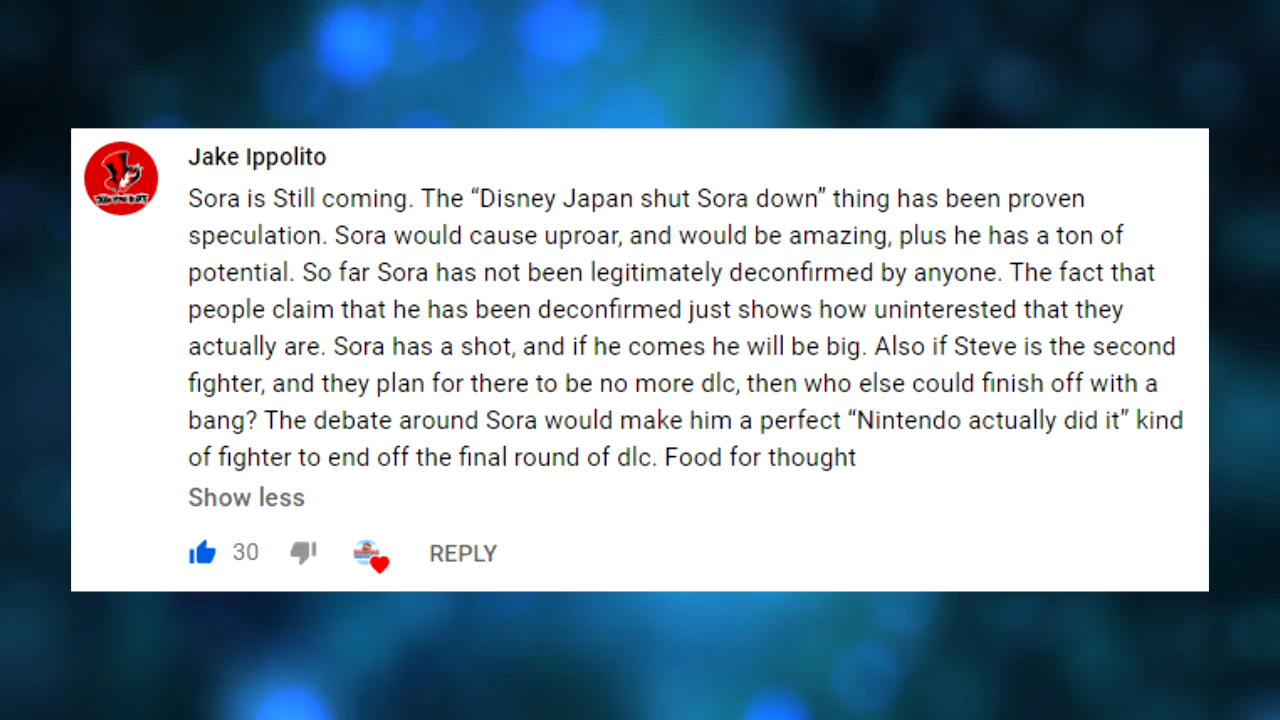 Jake Ippolito
Sora is Still coming. The “Disney Japan shut Sora down” thing has been proven
speculation. Sora would cause uproar, and would be amazing, plus he has a ton of
potential. So far Sora has not been legitimately deconfirmed by anyone. The fact that
people claim that he has been deconfirmed just shows how uninterested that they
actually are. Sora has a shot, and if he comes he will be big. Also if Steve is the second
fighter, and they plan for there to be no more dlc, then who else could finish off with a
bang? The debate around Sora would make him a perfect “Nintendo actually did it” kind
of fighter to end off the final round of dlc. Food for thought
Show less
30
REPLY